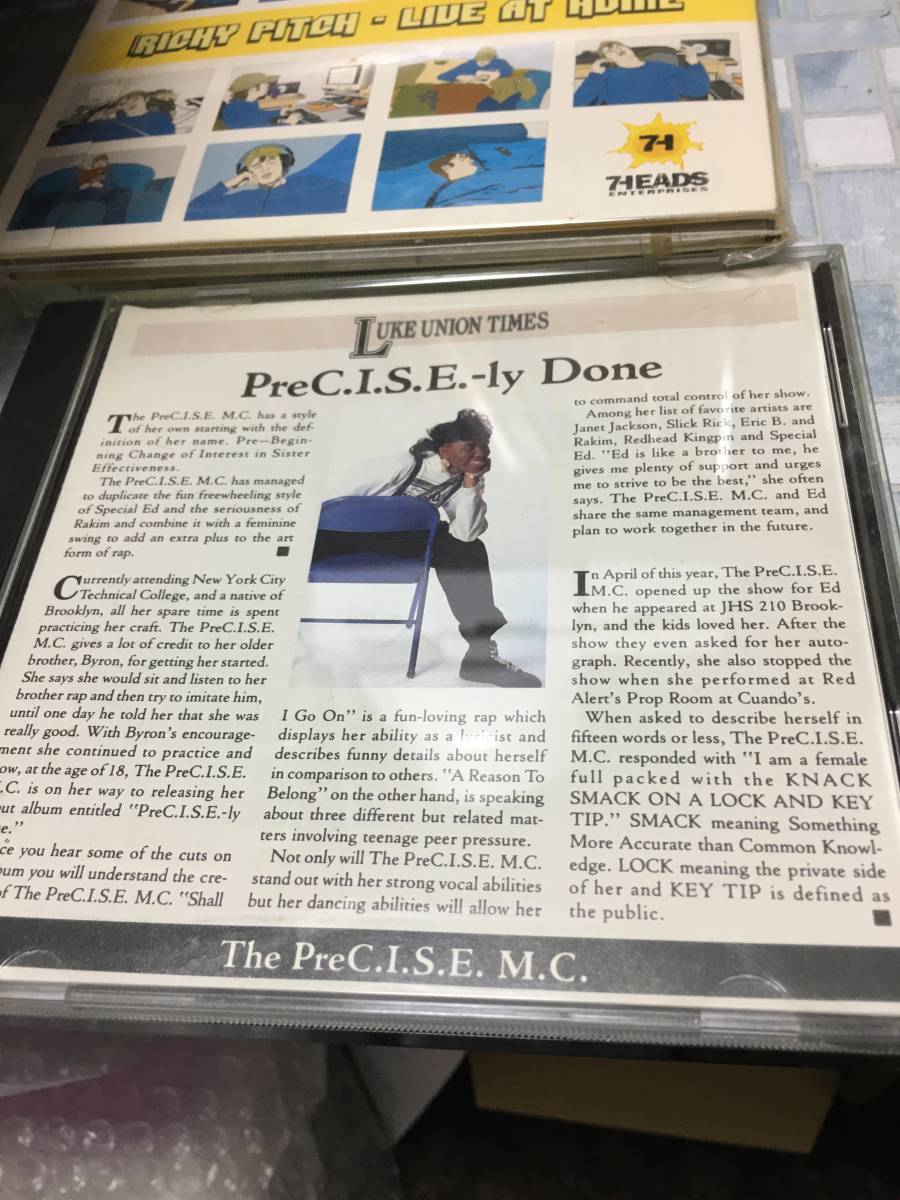 RICHY PITCH - LIVE AT HOME
7H
7HEADS
ENTERPRISES
LUKE UNION TIMES
PreC.I.S.E.-ly Done
The PreC.I.S.E. M.C. has a style
of her own starting with the def-
inition of her name. Pre—Begin-
ning Change of Interest in Sister
Effectiveness.
The PreC.I.S.E. M.C. has managed
to duplicate the fun freewheeling style
of Special Ed and the seriousness of
Rakim and combine it with a feminine
swing to add an extra plus to the art
form of rap.
Currently attending New York City
Technical College, and a native of
Brooklyn, all her spare time is spent
practicing her craft. The PreC.I.S.E.
M.C. gives a lot of credit to her older
brother, Byron, for getting her started.
She says she would sit and listen to her
brother rap and then try to imitate him,
until one day he told her that she was
really good. With Byron's encourage-
ment she continued to practice and
ow, at the age of 18, The PreC.I.S.E.
.C. is on her way to releasing her
ut album entitled "PreC.I.S.E.-ly
e."
ce you hear some of the cuts on
um you will understand the cre-
f The PreC.I.S.E. M.C. "Shall
I Go On" is a fun-loving rap which
displays her ability as a lyricist and
describes funny details about herself
in comparison to others. "A Reason To
Belong" on the other hand, is speaking
about three different but related mat-
ters involving teenage peer pressure.
Not only will The PreC.I.S.E. M.C.
stand out with her strong vocal abilities
but her dancing abilities will allow her
to command total control of her show.
Among her list of favorite artists are
Janet Jackson, Slick Rick, Eric B. and
Rakim, Redhead Kingpin and Special
Ed. "Ed is like a brother to me, he
gives me plenty of support and urges
me to strive to be the best," she often
says. The PreC.I.S.E. M.C. and Ed
share the same management team, and
plan to work together in the future.
In April of this year, The PreC.I.S.E.
M.C. opened up the show for Ed
when he appeared at JHS 210 Brook-
lyn, and the kids loved her. After the
show they even asked for her auto-
graph. Recently, she also stopped the
show when she performed at Red
Alert's Prop Room at Cuando's.
When asked to describe herself in
fifteen words or less, The PreC.I.S.E.
M.C. responded with "I am a female
full packed with the KNACK
SMACK ON A LOCK AND KEY
TIP." SMACK meaning Something
More Accurate than Common Knowl-
edge. LOCK meaning the private side
of her and KEY TIP is defined as
the public.
The PreC.I.S.E. M.C.